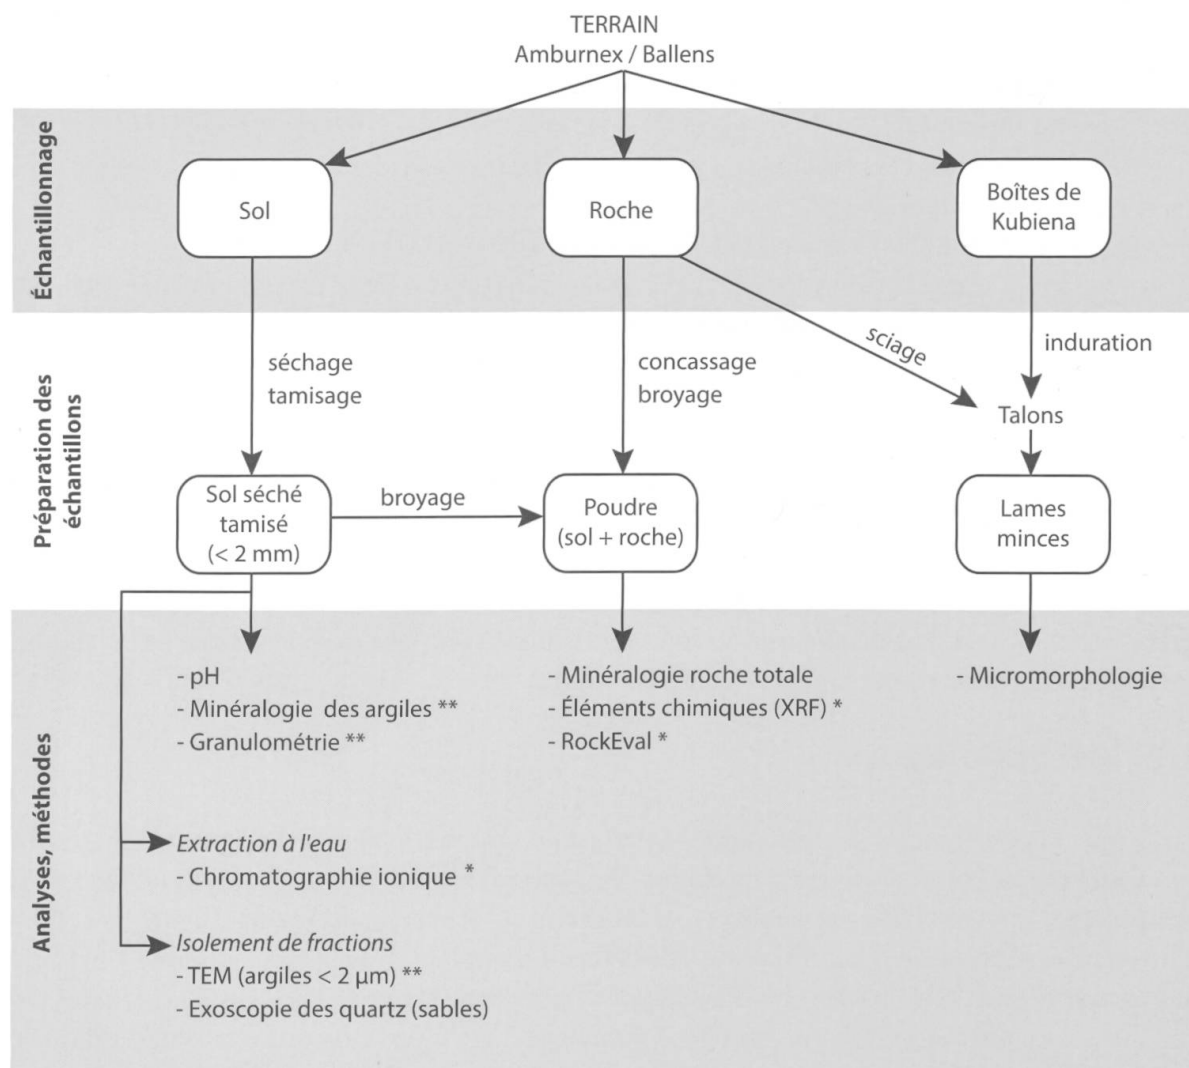 TERRAIN
Amburnex / Ballens
Échantillonnage
Sol
Roche
Boîtes de
Kubiena
séchage
tamisage
concassage
broyage
sciage
induration
Talons
Préparation des
échantillons
Sol séché
tamisé
(< 2 mm)
broyage
Poudre
(sol + roche)
Lames
minces
Analyses, méthodes
- pH
- Minéralogie des argiles **
- Granulométrie **
- Minéralogie roche totale
- Éléments chimiques (XRF) *
- RockEval *
- Micromorphologie
Extraction à l'eau
- Chromatographie ionique *
Isolement de fractions
- TEM (argiles < 2 µm) **
- Exoscopie des quartz (sables)